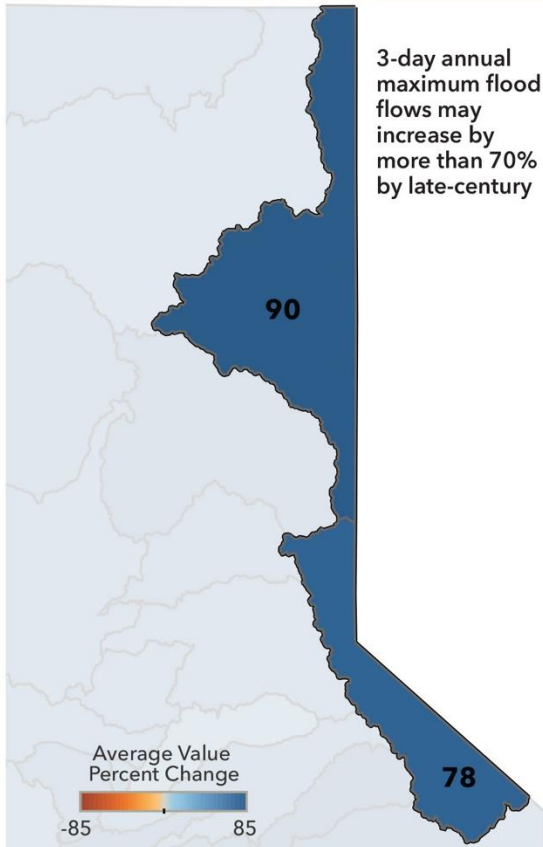 3-day annual
maximum flood
flows may
increase by
more than 70%
by late-century
90
78
Average Value
Percent Change
-85 85